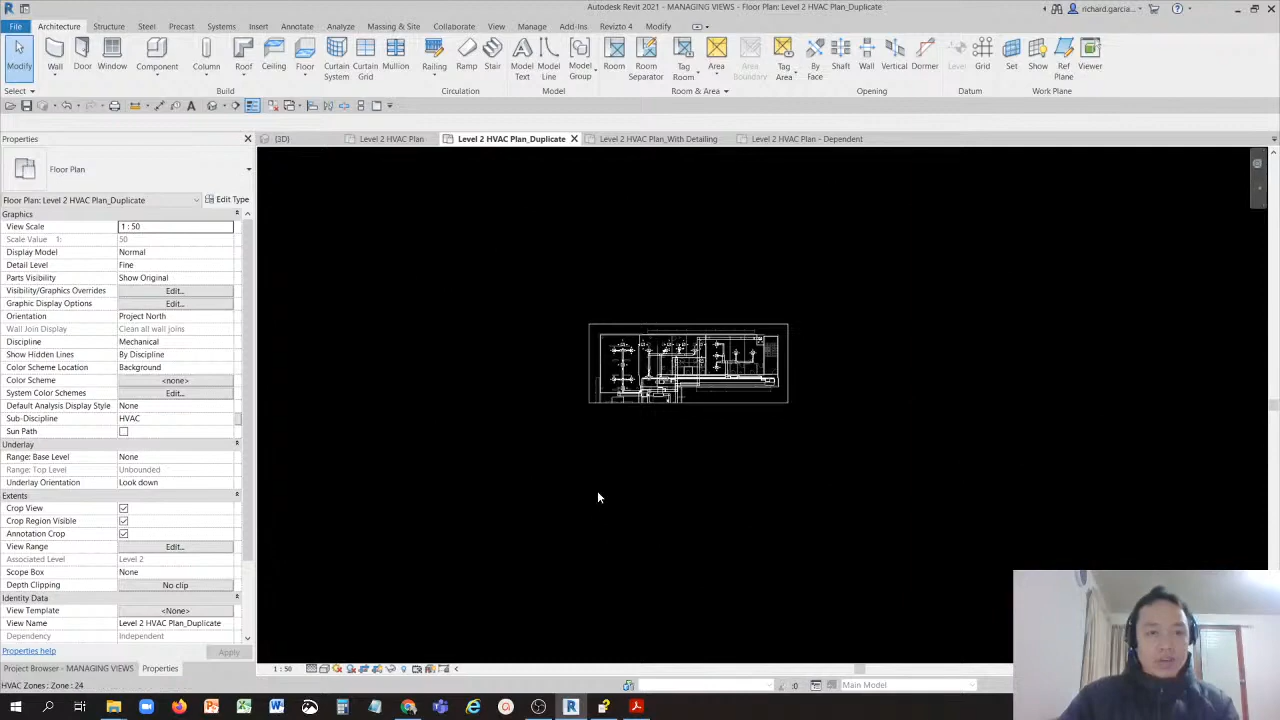 Autodesk Revit 2021 - MANAGING VIEWS - Floor Plan: Level 2 HVAC Plan_Duplicate
richard.garcia...
File Architecture Structure Steel Precast Systems Insert Annotate Analyze Massing & Site Collaborate View Manage Add-Ins Revizto 4 Modify
Modify Wall Door Window Component Column Roof Ceiling Floor Curtain System Curtain Grid Mullion Railing Ramp Stair Model Text Model Line Model Group Room Room Separator Tag Room Area Area Boundary Tag Area By Face Shaft Wall Vertical Dormer Level Grid Set Show Ref Plane Viewer
Select Build Circulation Model Room & Area Opening Datum Work Plane
Properties
(3D) Level 2 HVAC Plan Level 2 HVAC Plan_Duplicate Level 2 HVAC Plan_With Detailing Level 2 HVAC Plan - Dependent
Floor Plan
Floor Plan: Level 2 HVAC Plan_Duplicate Edit Type
Graphics
View Scale 1 : 50
Scale Value 1: 50
Display Model Normal
Detail Level Fine
Parts Visibility Show Original
Visibility/Graphics Overrides Edit...
Graphic Display Options Edit...
Orientation Project North
Wall Join Display Clean all wall joins
Discipline Mechanical
Show Hidden Lines By Discipline
Color Scheme Location Background
Color Scheme <none>
System Color Schemes Edit...
Default Analysis Display Style None
Sub-Discipline HVAC
Sun Path
Underlay
Range: Base Level None
Range: Top Level Unbounded
Underlay Orientation Look down
Extents
Crop View
Crop Region Visible
Annotation Crop
View Range Edit...
Associated Level Level 2
Scope Box None
Depth Clipping No clip
Identity Data
View Template <None>
View Name Level 2 HVAC Plan_Duplicate
Dependency Independent
Properties help Apply
Project Browser - MANAGING VIEWS Properties
1 : 50
HVAC Zones : Zone : 24
:0 Main Model